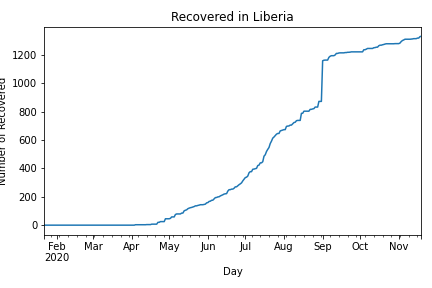 Recovered in Liberia
Number of Recovered
1200
1000
800
600
400
200
0
Feb Mar Apr May Jun Jul Aug Sep Oct Nov
2020
Day